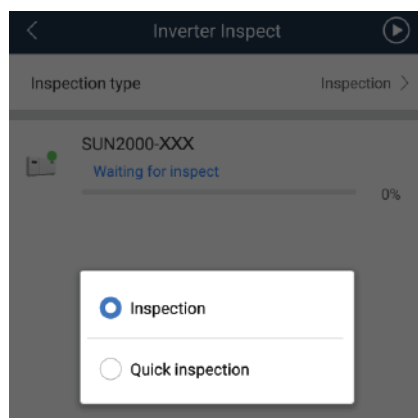 Inverter Inspect
Inspection type Inspection
SUN2000-XXX
Waiting for inspect
0%
Inspection
Quick inspection